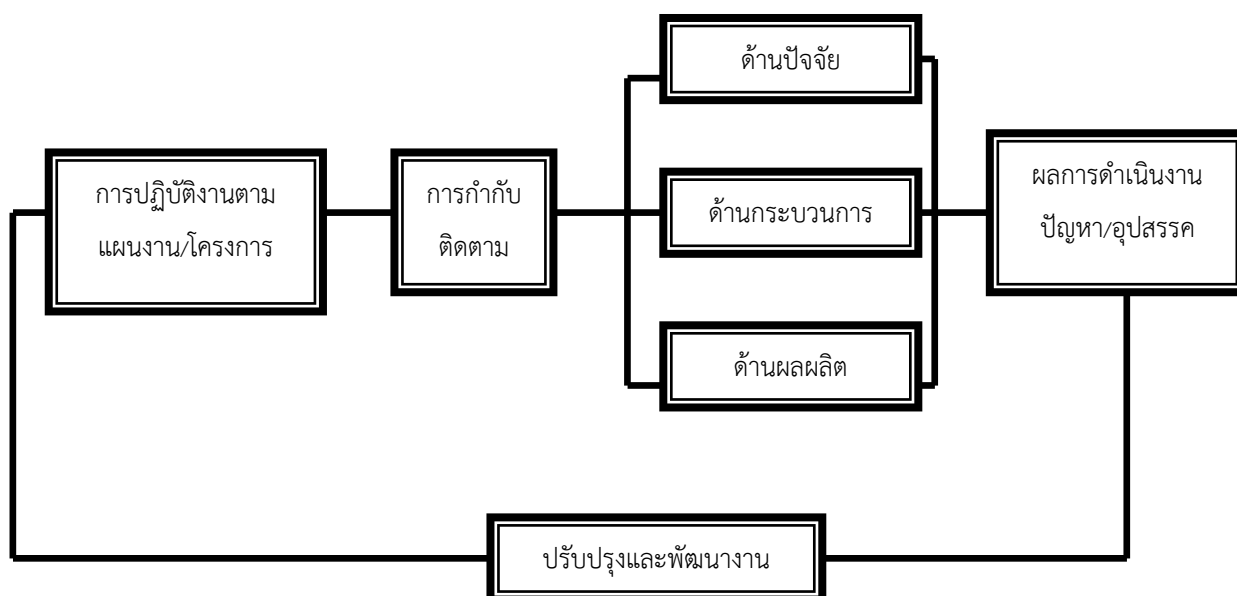 ด้านปัจจัย
การปฏิบัติงานตาม
แผนงาน/โครงการ
การกำกับ
ติดตาม
ด้านกระบวนการ
ผลการดำเนินงาน
ปัญหา/อุปสรรค
ด้านผลผลิต
ปรับปรุงและพัฒนางาน